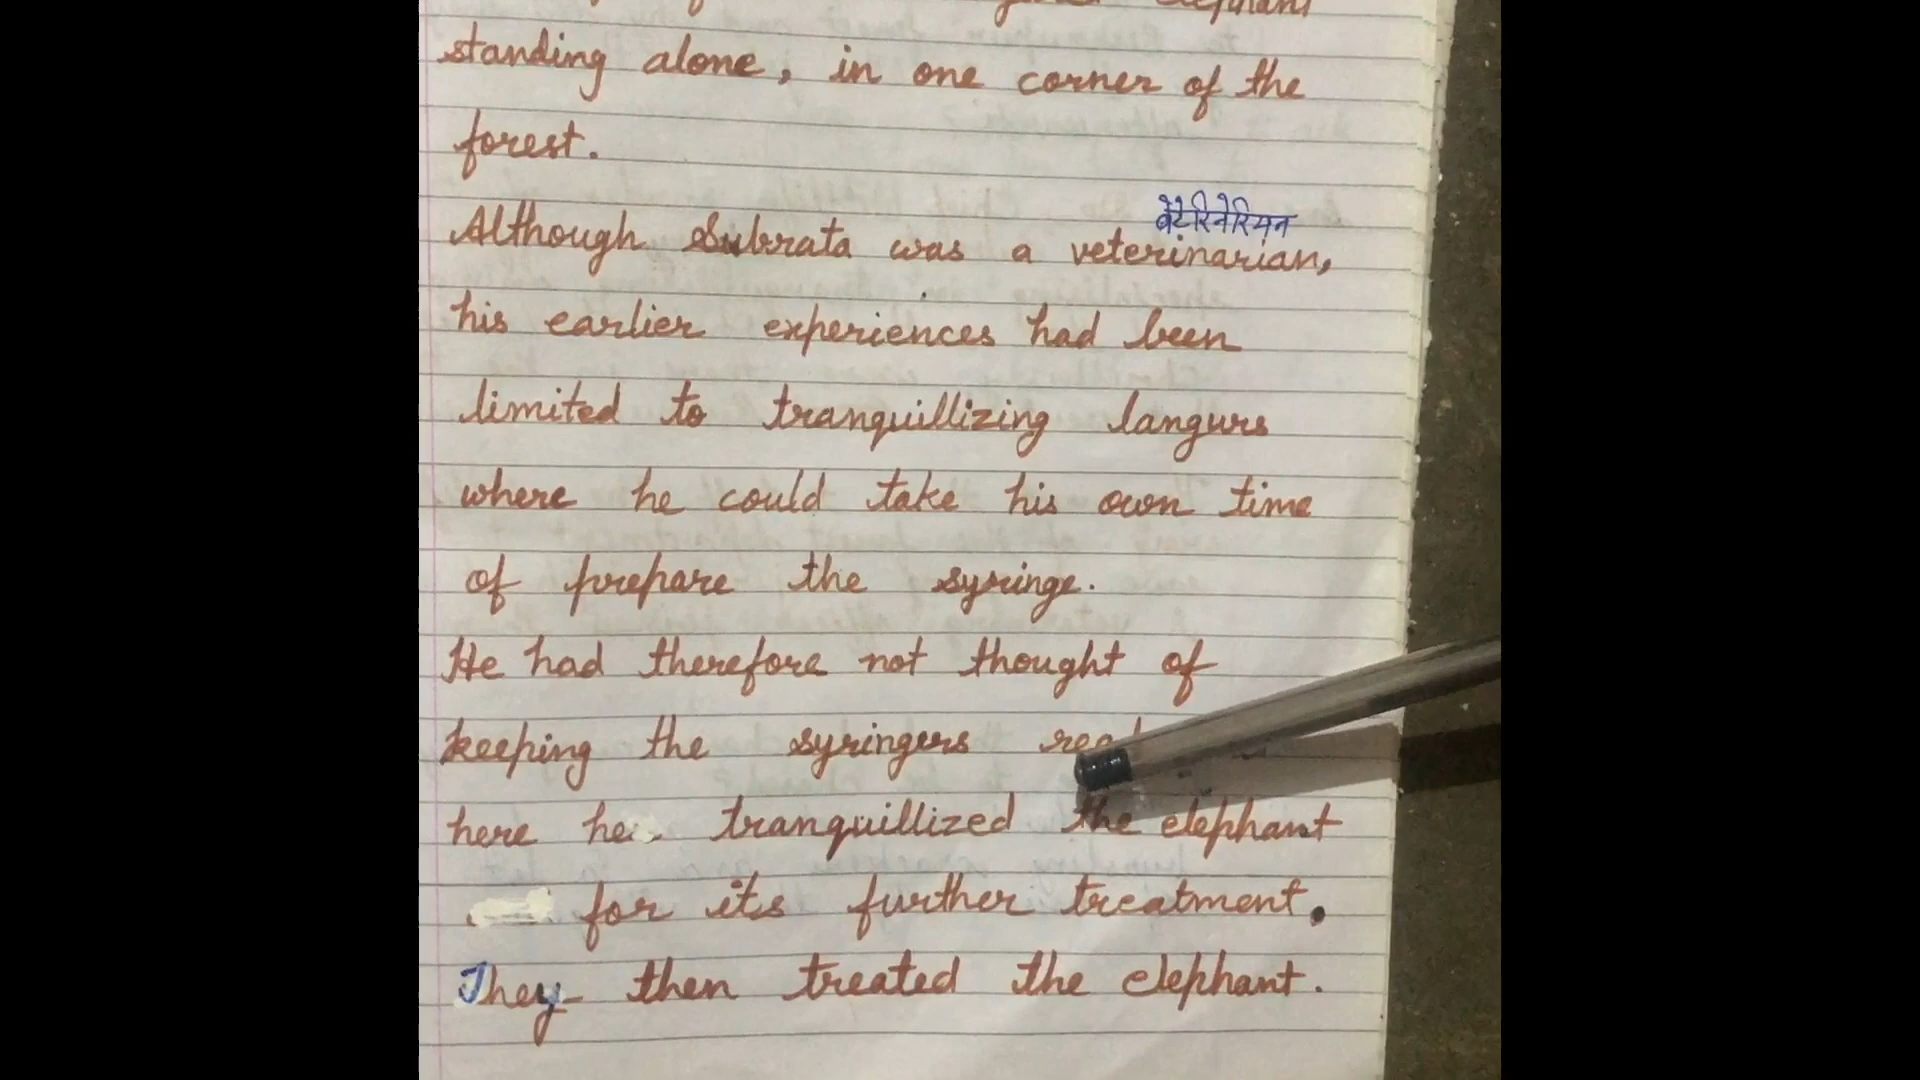 elephant
standing alone, in one corner of the
forest.
वेटेरिनेरियन
Although Subrata was a veterinarian,
his earlier experiences had been
limited to tranquillizing langurs
where he could take his own time
of prepare the syringe.
He had therefore not thought of
keeping the syringers
here he tranquillized the elephant
for its further treatment.
They then treated the elephant.